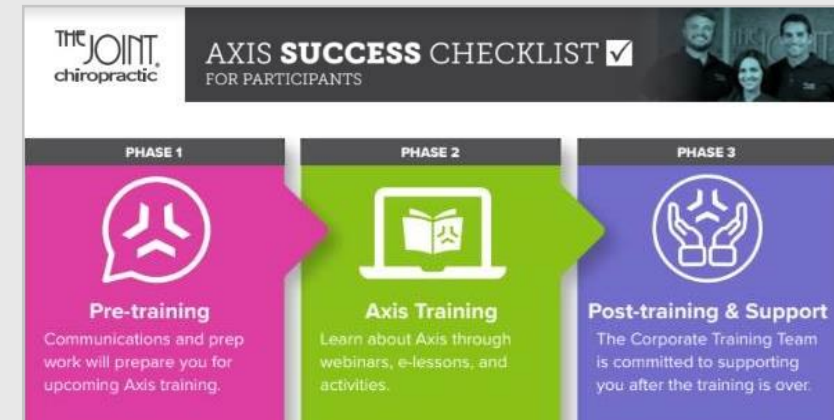 THE JOINT®
chiropractic
AXIS SUCCESS CHECKLIST
FOR PARTICIPANTS
PHASE 1
Pre-training
Communications and prep
work will prepare you for
upcoming Axis training.
PHASE 2
Axis Training
Learn about Axis through
webinars, e-lessons, and
activities.
PHASE 3
Post-training & Support
The Corporate Training Team
is committed to supporting
you after the training is over.